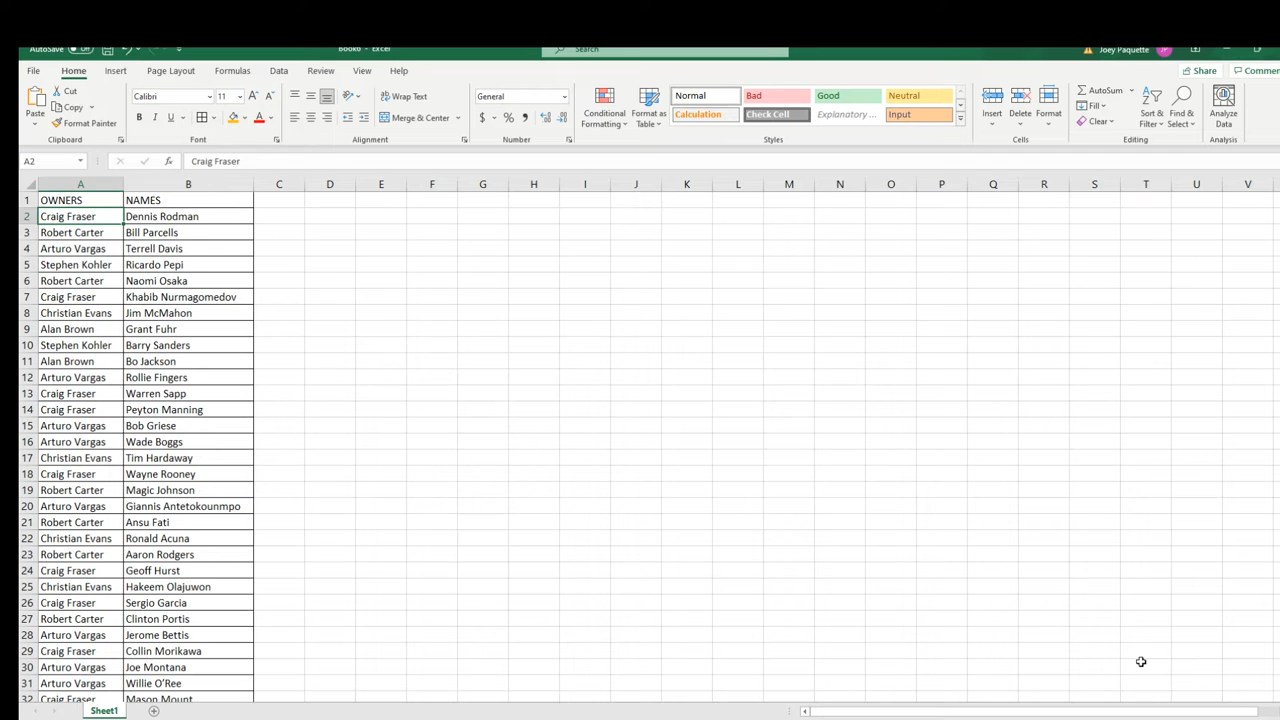 AutoSave Off Book6 - Excel Search Joey Paquette JP
File Home Insert Page Layout Formulas Data Review View Help Share Commen
Paste Cut Copy Format Painter Clipboard
Calibri 11 Font
Wrap Text Merge & Center Alignment
General Number
Conditional Formatting Format as Table Normal Bad Good Neutral Calculation Check Cell Explanatory ... Input Styles
Insert Delete Format Cells
AutoSum Fill Clear Sort & Filter Find & Select Editing
Analyze Data Analysis
A2 fx Craig Fraser
A B C D E F G H I J K L M N O P Q R S T U V
1 OWNERS NAMES
2 Craig Fraser Dennis Rodman
3 Robert Carter Bill Parcells
4 Arturo Vargas Terrell Davis
5 Stephen Kohler Ricardo Pepi
6 Robert Carter Naomi Osaka
7 Craig Fraser Khabib Nurmagomedov
8 Christian Evans Jim McMahon
9 Alan Brown Grant Fuhr
10 Stephen Kohler Barry Sanders
11 Alan Brown Bo Jackson
12 Arturo Vargas Rollie Fingers
13 Craig Fraser Warren Sapp
14 Craig Fraser Peyton Manning
15 Arturo Vargas Bob Griese
16 Arturo Vargas Wade Boggs
17 Christian Evans Tim Hardaway
18 Craig Fraser Wayne Rooney
19 Robert Carter Magic Johnson
20 Arturo Vargas Giannis Antetokounmpo
21 Robert Carter Ansu Fati
22 Christian Evans Ronald Acuna
23 Robert Carter Aaron Rodgers
24 Craig Fraser Geoff Hurst
25 Christian Evans Hakeem Olajuwon
26 Craig Fraser Sergio Garcia
27 Robert Carter Clinton Portis
28 Arturo Vargas Jerome Bettis
29 Craig Fraser Collin Morikawa
30 Arturo Vargas Joe Montana
31 Arturo Vargas Willie O'Ree
32 Craig Fraser Mason Mount
Sheet1